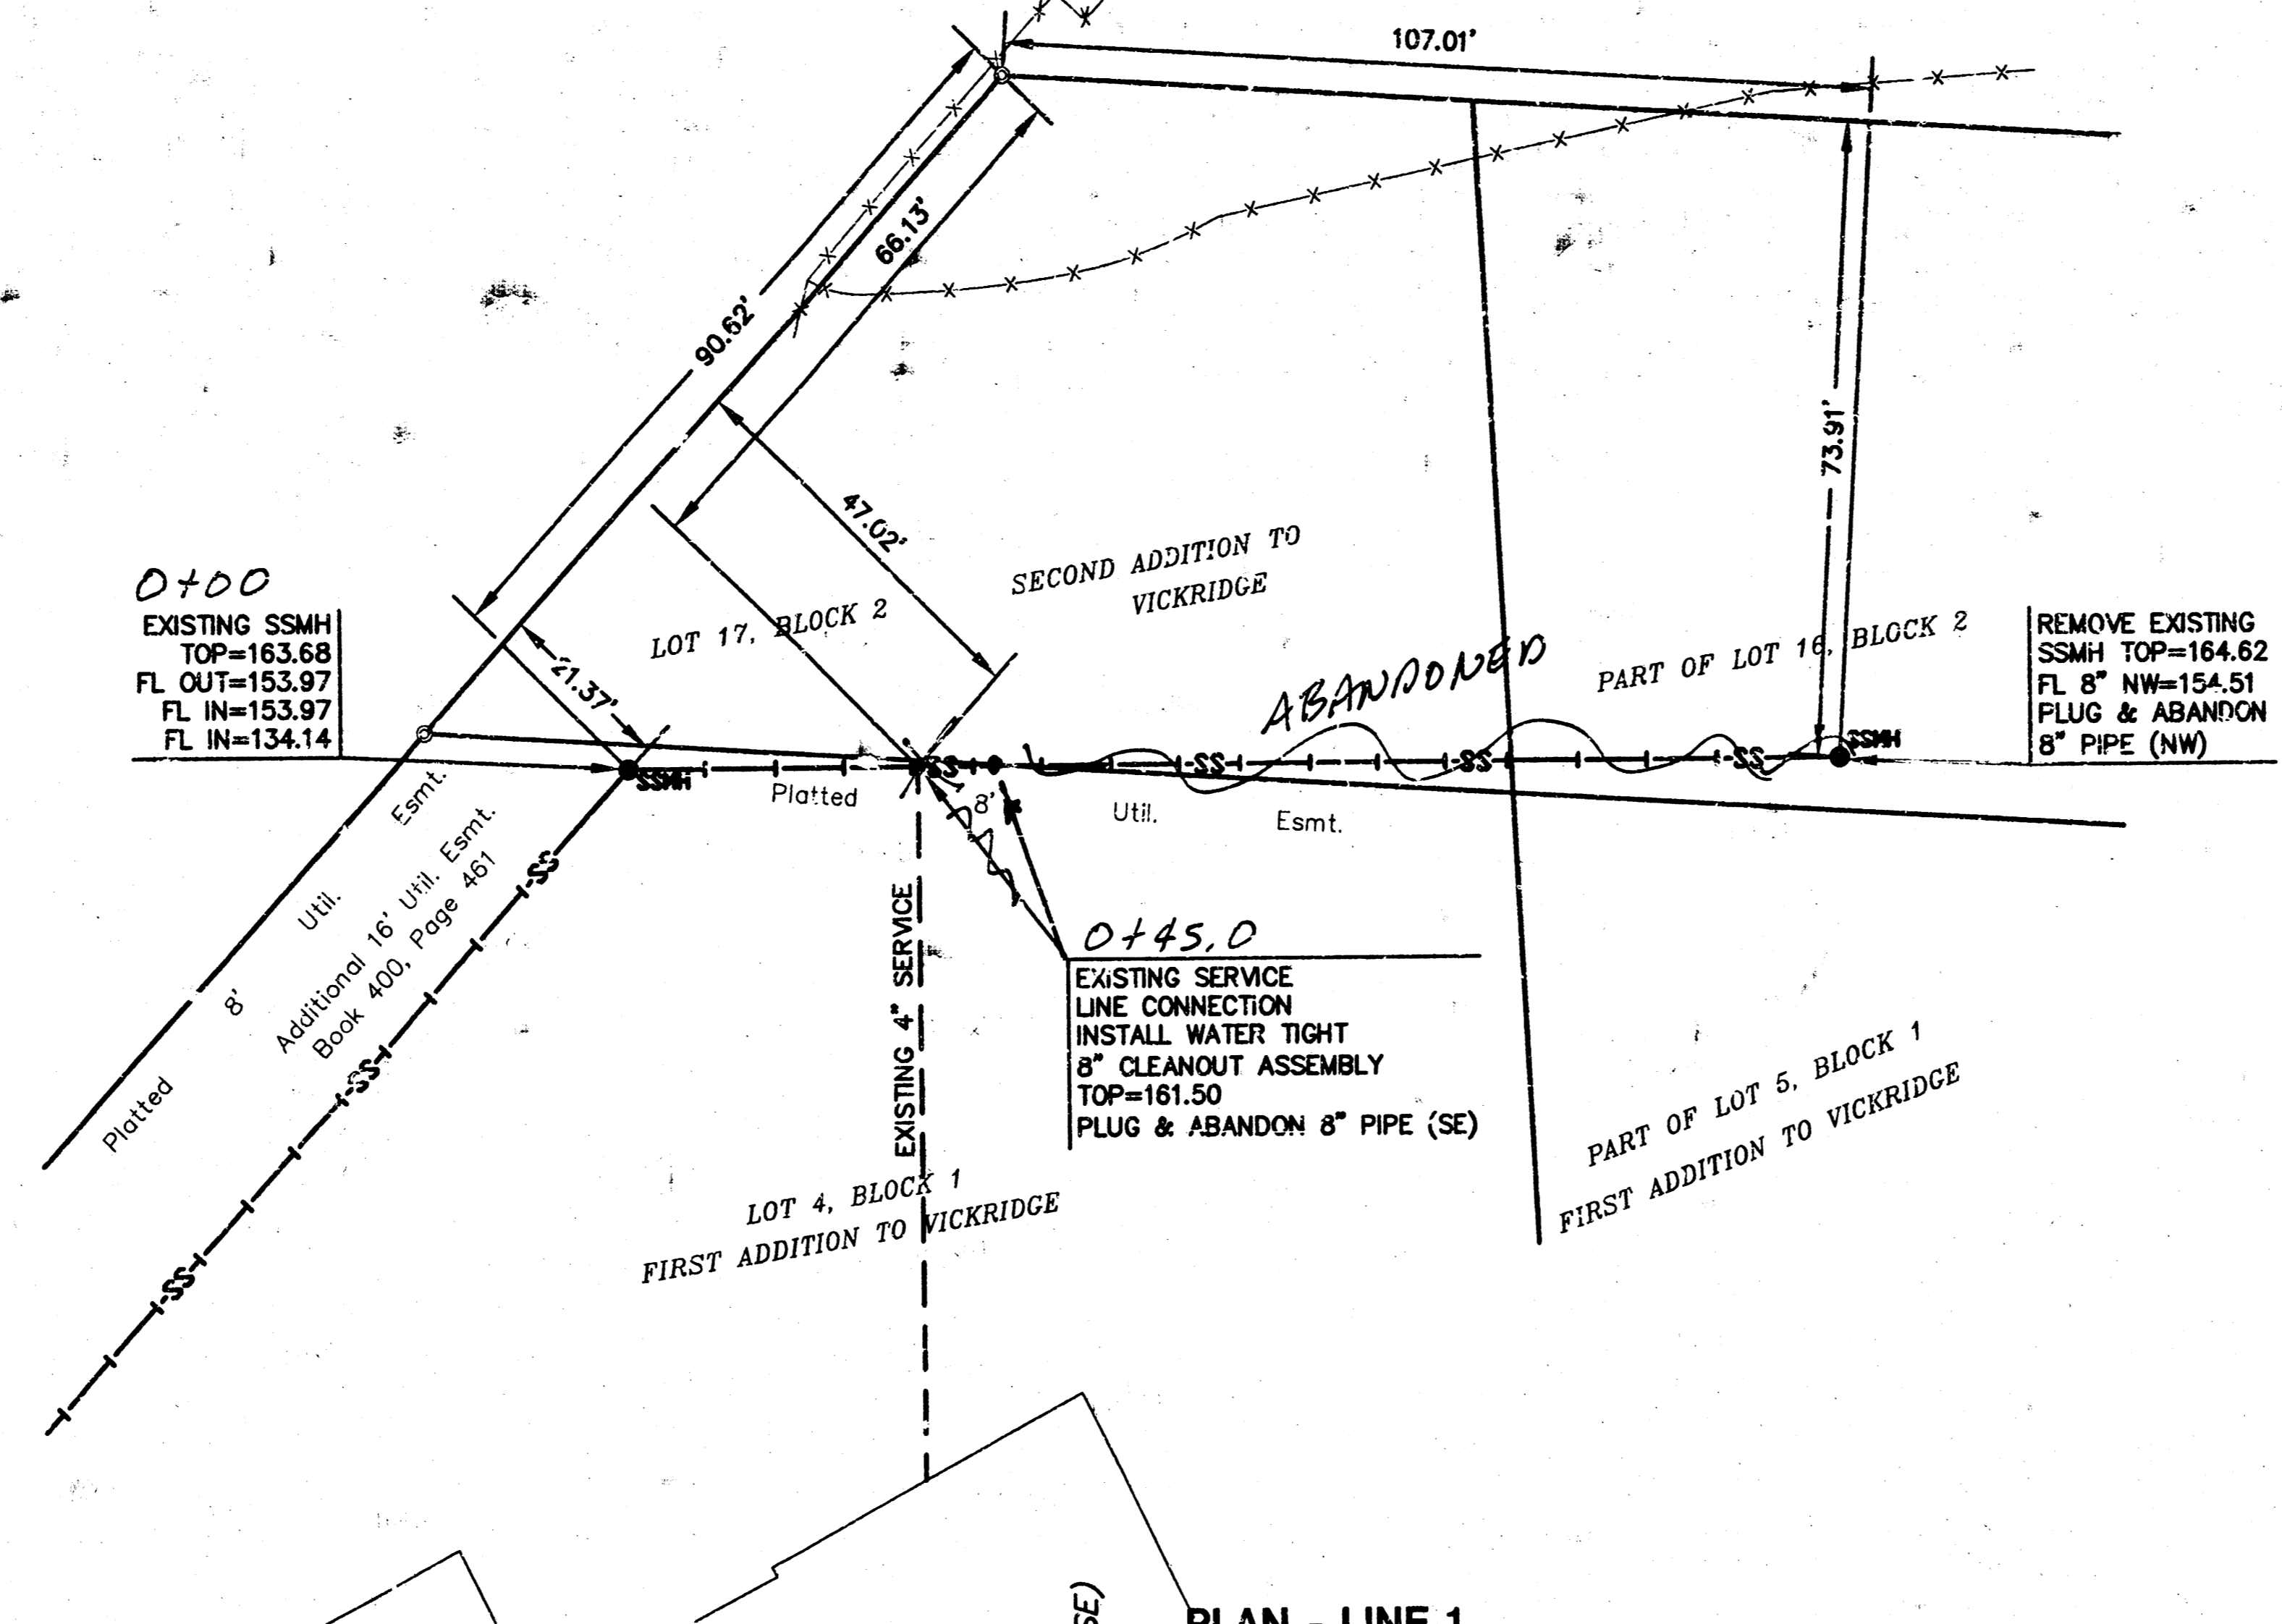 107.01'
66.13'
90.62'
47.02'
73.91'
21.37'
SECOND ADDITION TO
VICKRIDGE
LOT 17, BLOCK 2
ABANDONED
PART OF LOT 16, BLOCK 2
0+00
EXISTING SSMH
TOP=163.68
FL OUT=153.97
FL IN=153.97
FL IN=134.14
REMOVE EXISTING
SSMH TOP=164.62
FL 8" NW=154.51
PLUG & ABANDON
8" PIPE (NW)
SSMH
SSMH
SS
SS
SS
SS
Platted
8'
Util.
Esmt.
Esmt.
Util.
8'
Platted
Additional 16' Util. Esmt.
Book 400, Page 461
SS
SS
SS
EXISTING 4" SERVICE
0+45.0
EXISTING SERVICE
LINE CONNECTION
INSTALL WATER TIGHT
8" CLEANOUT ASSEMBLY
TOP=161.50
PLUG & ABANDON 8" PIPE (SE)
LOT 4, BLOCK 1
FIRST ADDITION TO VICKRIDGE
PART OF LOT 5, BLOCK 1
FIRST ADDITION TO VICKRIDGE
SE)
PLAN - LINE 1